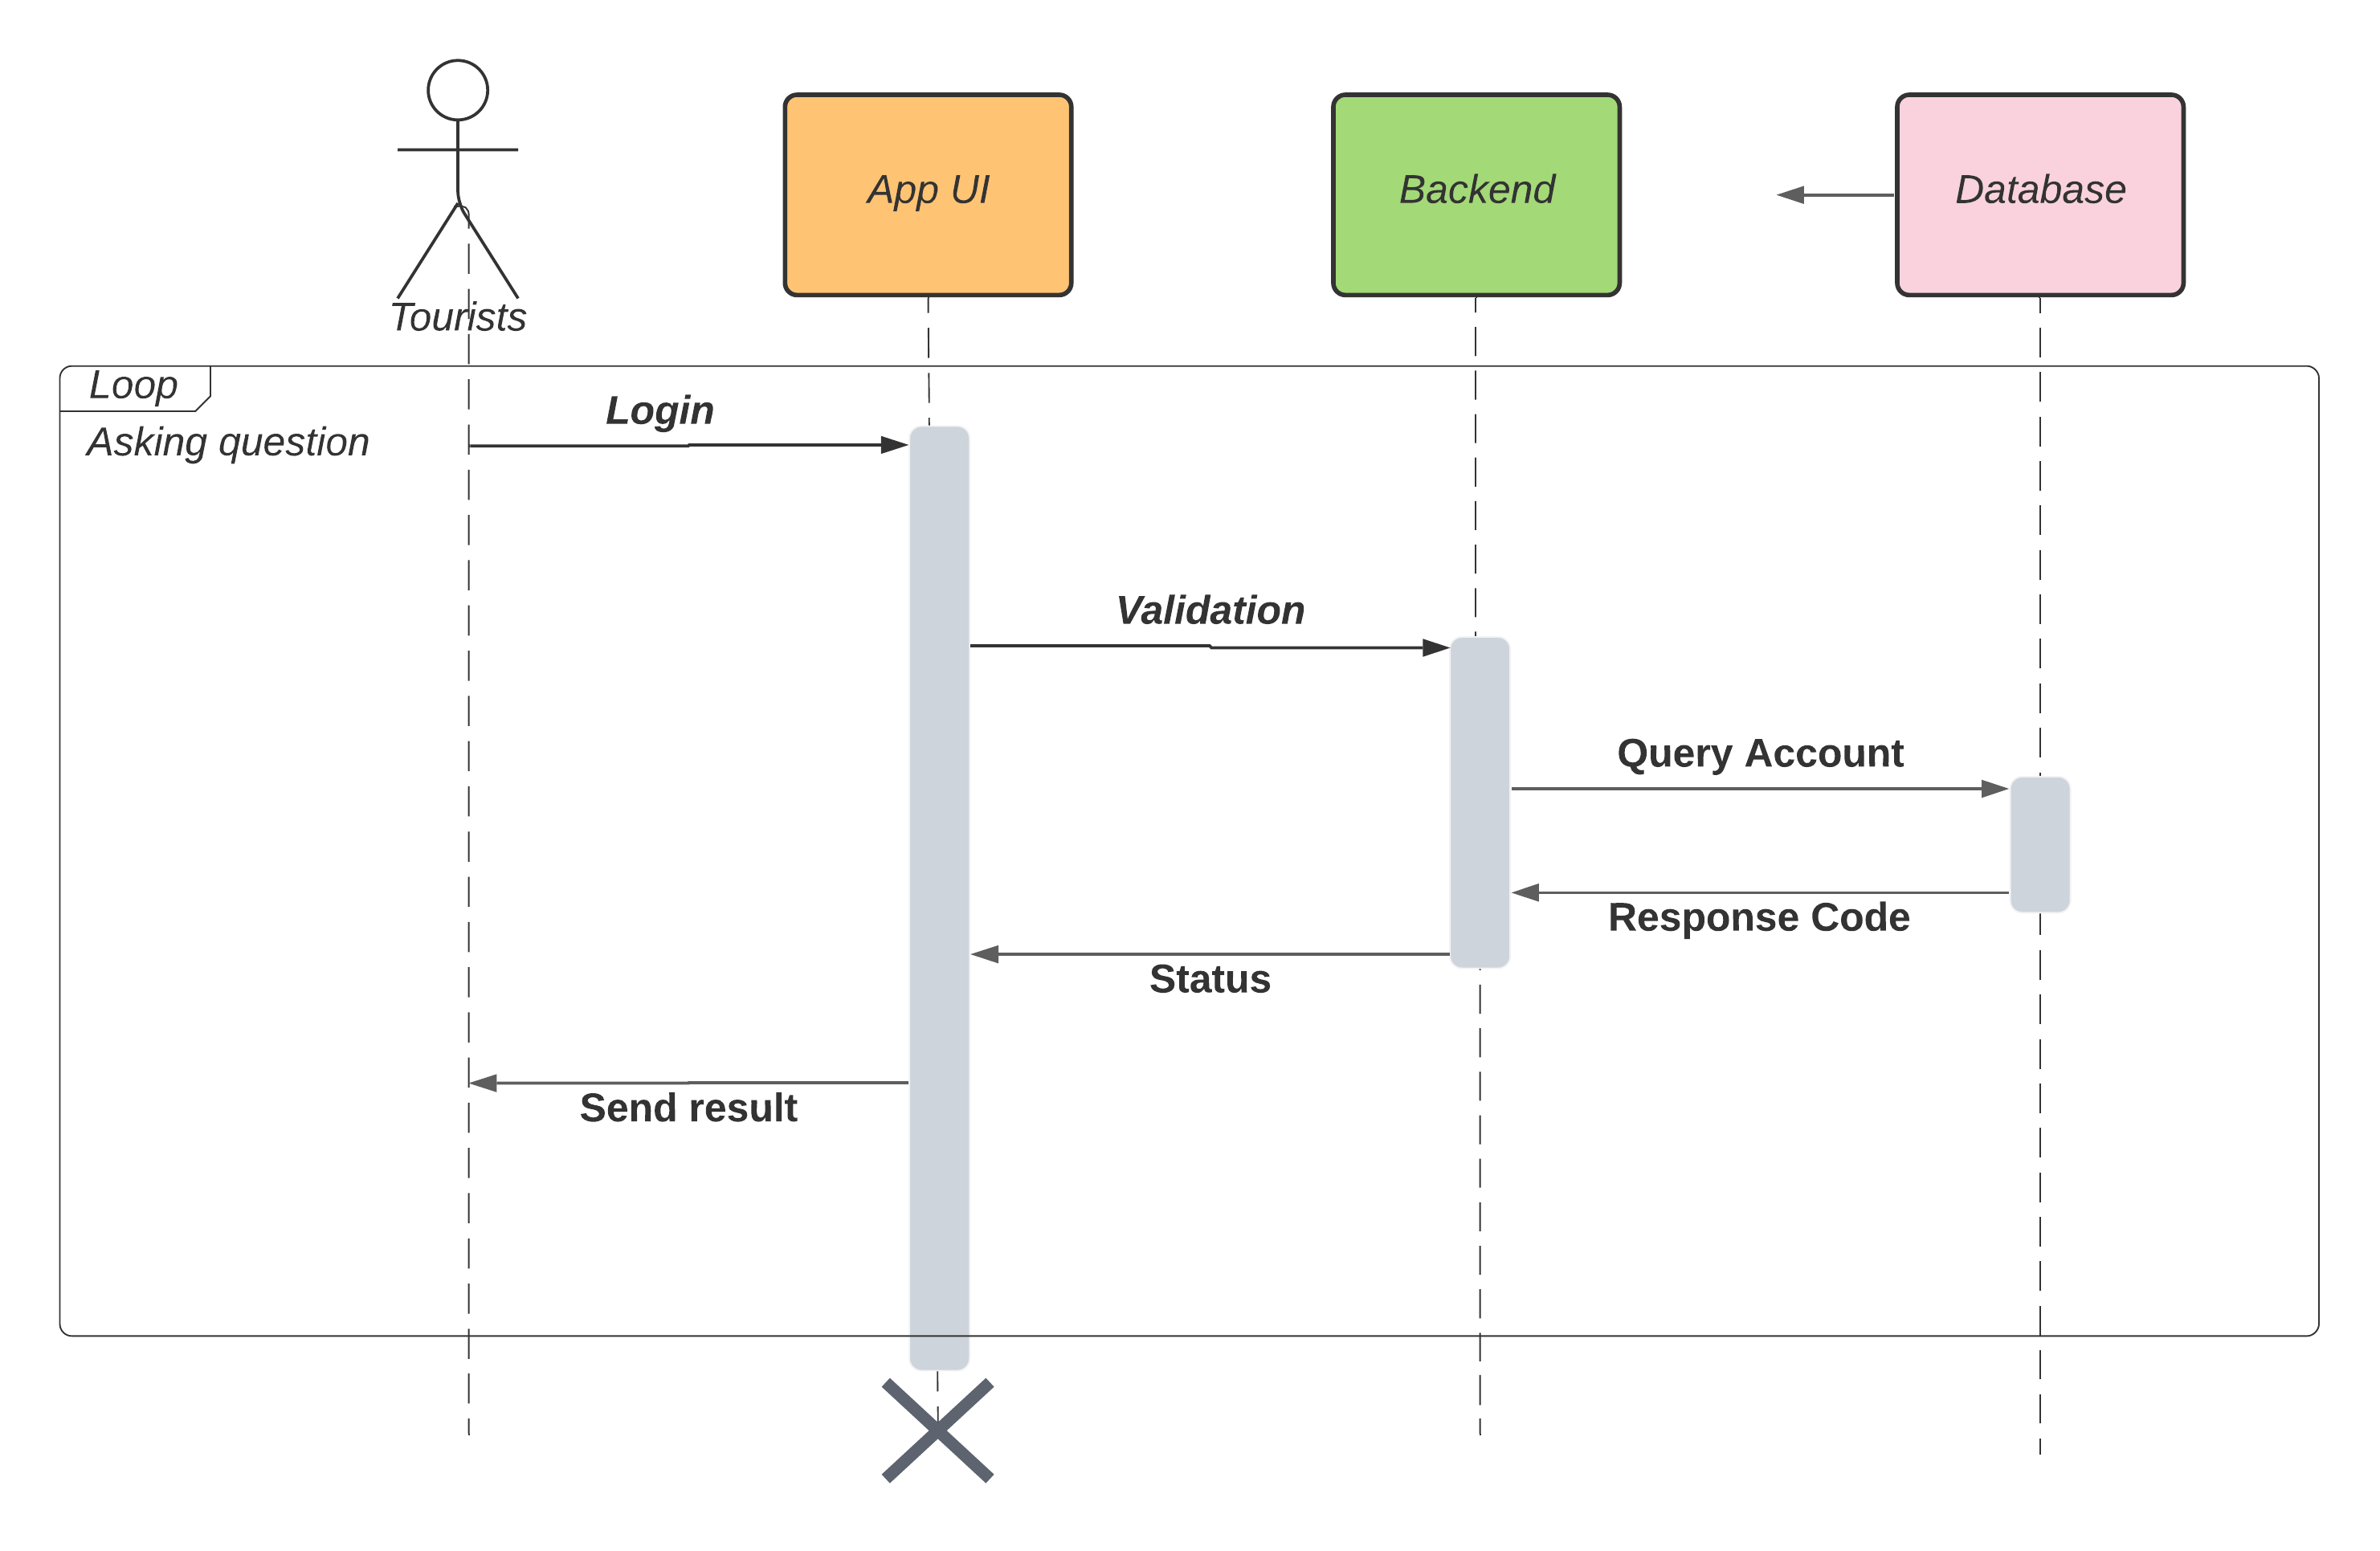 App UI
Backend
Database
Tourists
Loop
Asking question
Login
Validation
Query Account
Response Code
Status
Send result